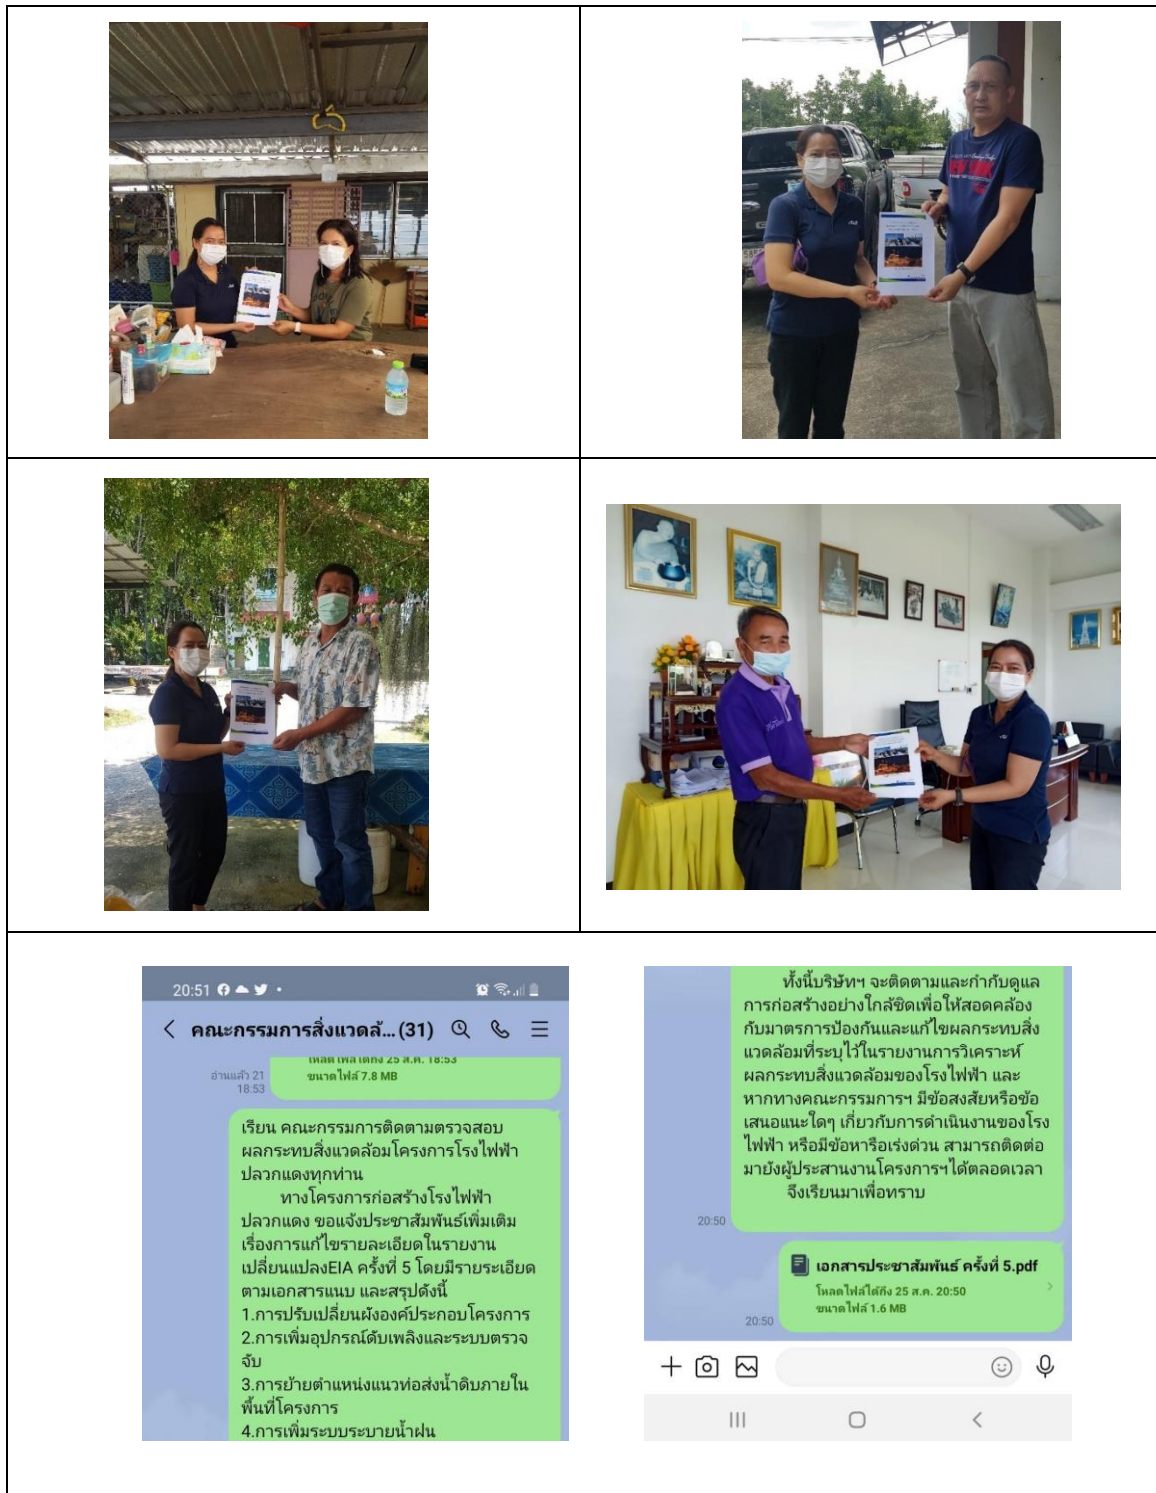 20:51
คณะกรรมการสิ่งแวดล้... (31)
โหลดไฟล์ได้ถึง 25 ส.ค. 18:53
ขนาดไฟล์ 7.8 MB
อ่านแล้ว 21
18:53
เรียน คณะกรรมการติดตามตรวจสอบ
ผลกระทบสิ่งแวดล้อมโครงการโรงไฟฟ้า
ปลวกแดงทุกท่าน
ทางโครงการก่อสร้างโรงไฟฟ้า
ปลวกแดง ขอแจ้งประชาสัมพันธ์เพิ่มเติม
เรื่องการแก้ไขรายละเอียดในรายงาน
เปลี่ยนแปลงEIA ครั้งที่ 5 โดยมีรายระเอียด
ตามเอกสารแนบ และสรุปดังนี้
1.การปรับเปลี่ยนผังองค์ประกอบโครงการ
2.การเพิ่มอุปกรณ์ดับเพลิงและระบบตรวจ
จับ
3.การย้ายตำแหน่งแนวท่อส่งน้ำดิบภายใน
พื้นที่โครงการ
4.การเพิ่มระบบระบายน้ำฝน
ทั้งนี้บริษัทฯ จะติดตามและกำกับดูแล
การก่อสร้างอย่างใกล้ชิดเพื่อให้สอดคล้อง
กับมาตรการป้องกันและแก้ไขผลกระทบสิ่ง
แวดล้อมที่ระบุไว้ในรายงานการวิเคราะห์
ผลกระทบสิ่งแวดล้อมของโรงไฟฟ้า และ
หากทางคณะกรรมการฯ มีข้อสงสัยหรือข้อ
เสนอแนะใดๆ เกี่ยวกับการดำเนินงานของโรง
ไฟฟ้า หรือมีข้อหารือเร่งด่วน สามารถติดต่อ
มายังผู้ประสานงานโครงการฯได้ตลอดเวลา
จึงเรียนมาเพื่อทราบ
20:50
เอกสารประชาสัมพันธ์ ครั้งที่ 5.pdf
โหลดไฟล์ได้ถึง 25 ส.ค. 20:50
ขนาดไฟล์ 1.6 MB
20:50